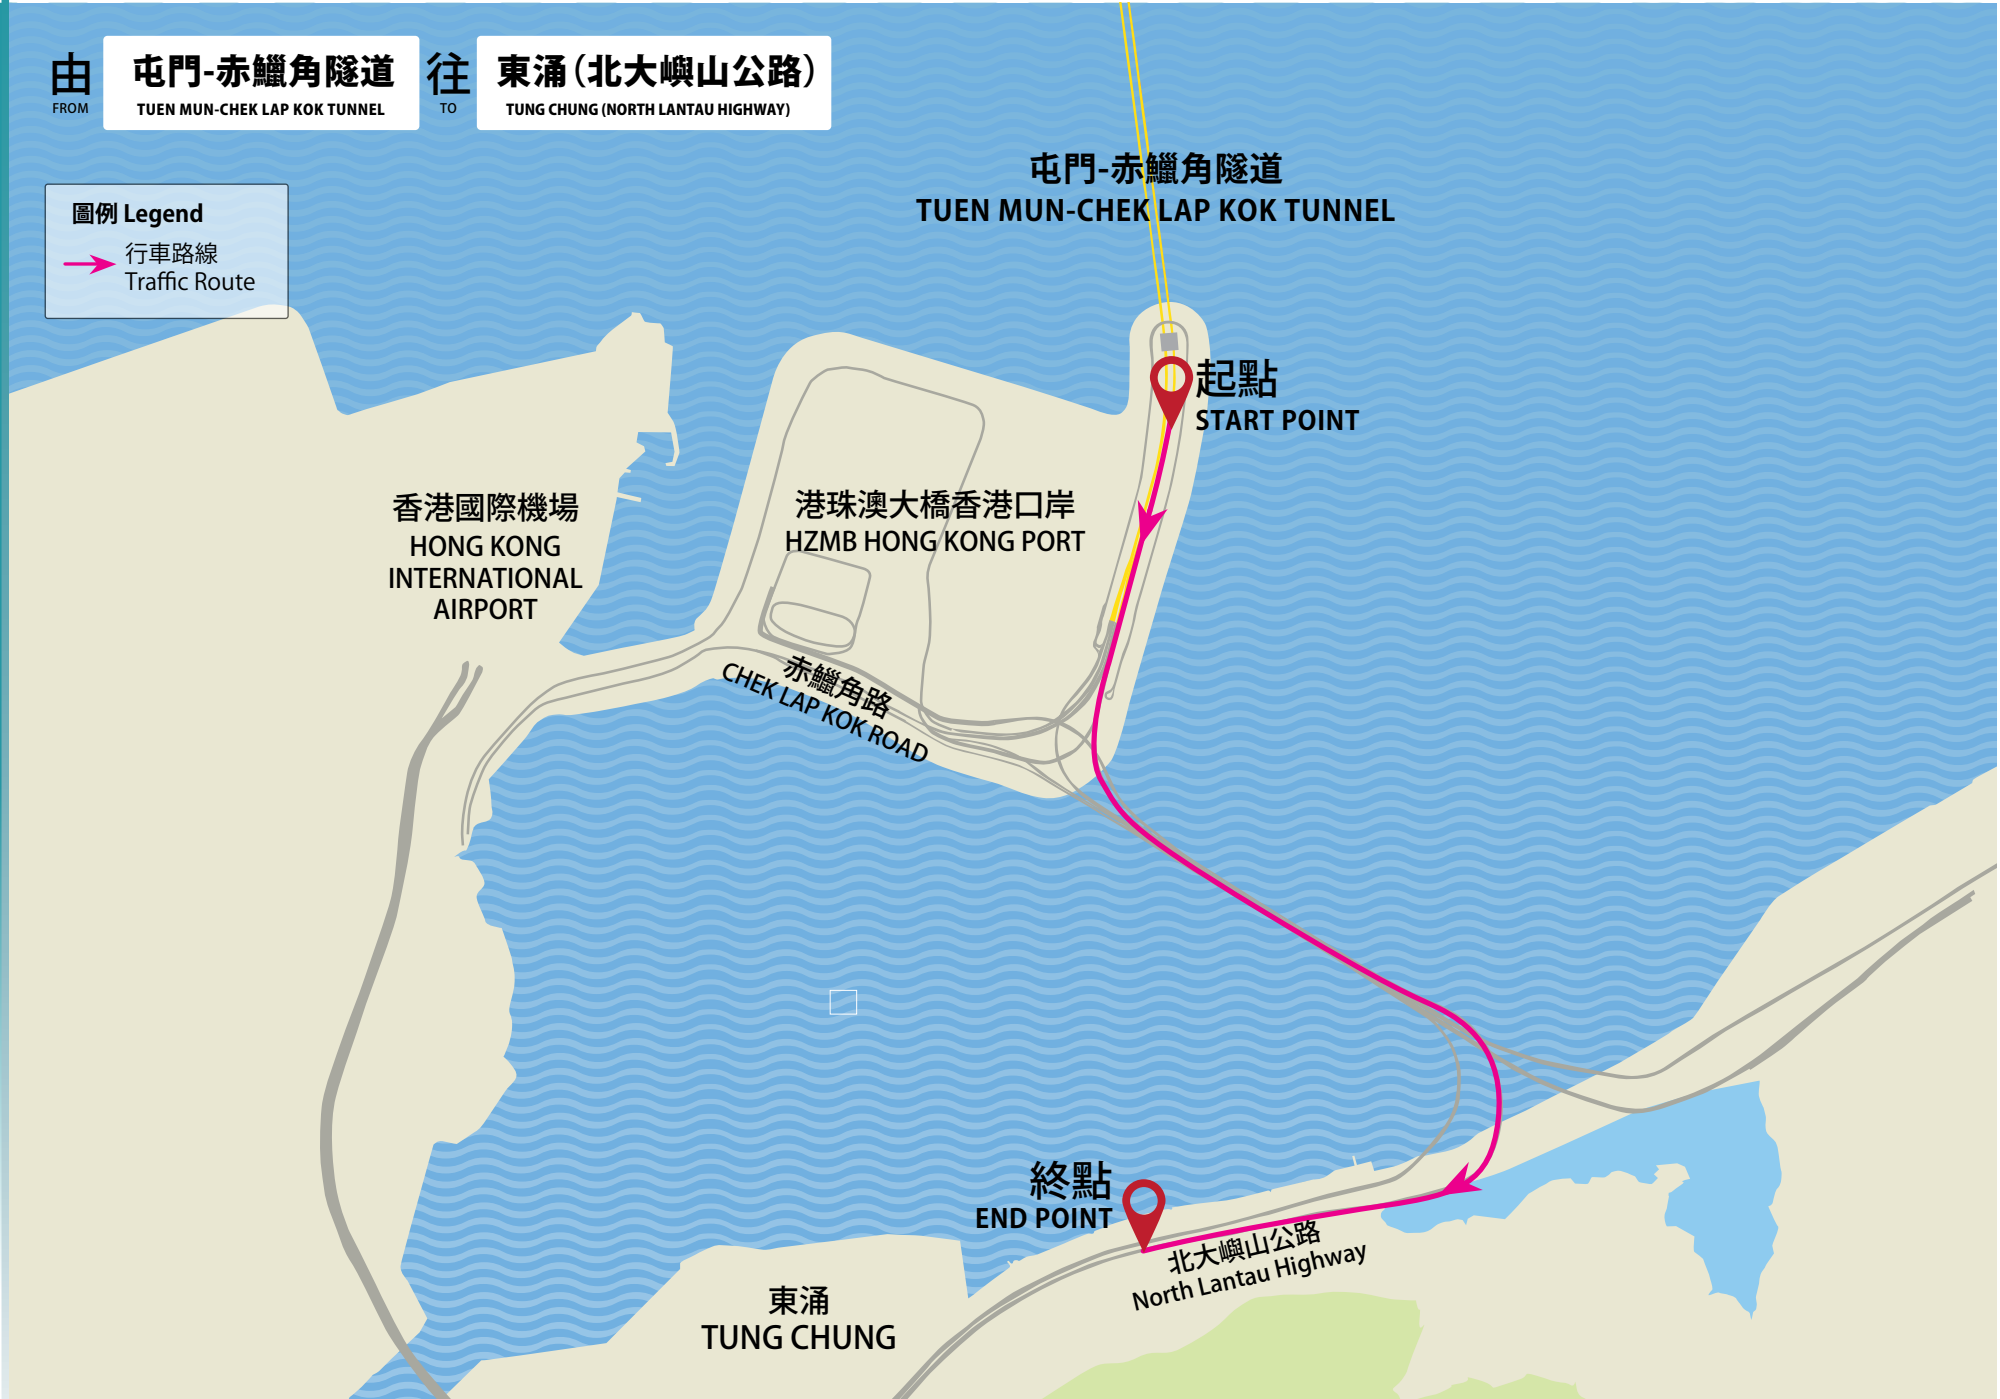 由 屯門-赤鱲角隧道 往 東涌(北大嶼山公路)
FROM TUEN MUN-CHEK LAP KOK TUNNEL TO TUNG CHUNG (NORTH LANTAU HIGHWAY)
圖例 Legend
行車路線
Traffic Route
屯門-赤鱲角隧道
TUEN MUN-CHEK LAP KOK TUNNEL
起點
START POINT
香港國際機場
HONG KONG
INTERNATIONAL
AIRPORT
港珠澳大橋香港口岸
HZMB HONG KONG PORT
赤鱲角路
CHEK LAP KOK ROAD
終點
END POINT
北大嶼山公路
North Lantau Highway
東涌
TUNG CHUNG